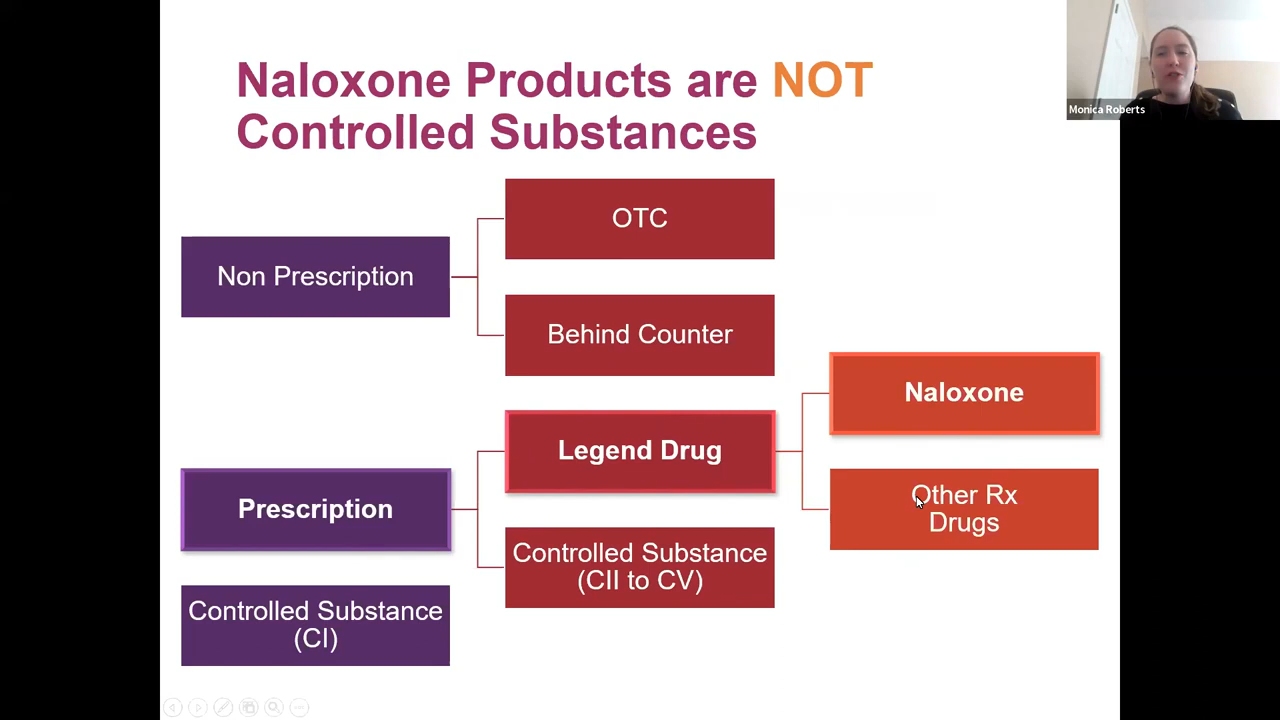 Naloxone Products are NOT
Controlled Substances
Monica Roberts
OTC
Non Prescription
Behind Counter
Naloxone
Legend Drug
Other Rx
Drugs
Prescription
Controlled Substance
(CII to CV)
Controlled Substance
(CI)